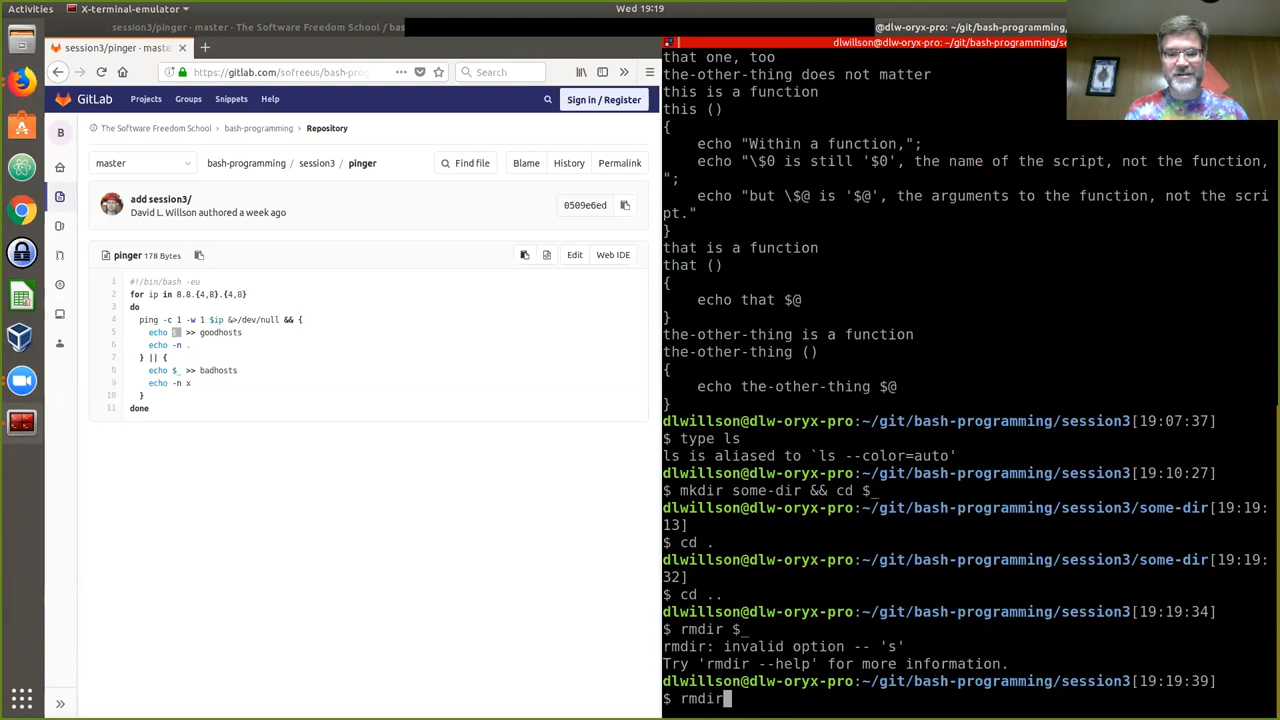 Activities
X-terminal-emulator
Wed 19:19
session3/pinger - master · The Software Freedom School / bas
@dlw-oryx-pro: ~/git/bash-programming
session3/pinger · maste
https://gitlab.com/sofreeus/bash-prog
Search
GitLab
Projects
Groups
Snippets
Help
Sign in / Register
B
The Software Freedom School
bash-programming
Repository
master
bash-programming / session3 / pinger
Find file
Blame
History
Permalink
add session3/
David L. Willson authored a week ago
0509e6ed
pinger 178 Bytes
Edit
Web IDE
1 #!/bin/bash -eu
2 for ip in 8.8.{4,8}.{4,8}
3 do
4 ping -c 1 -w 1 $ip &>/dev/null && {
5 echo $_ >> goodhosts
6 echo -n .
7 } || {
8 echo $_ >> badhosts
9 echo -n x
10 }
11 done
dlwillson@dlw-oryx-pro: ~/git/bash-programming/se
that one, too
the-other-thing does not matter
this is a function
this ()
{
echo "Within a function,";
echo "\$0 is still '$0', the name of the script, not the function,
";
echo "but \$@ is '$@', the arguments to the function, not the scri
pt."
}
that is a function
that ()
{
echo that $@
}
the-other-thing is a function
the-other-thing ()
{
echo the-other-thing $@
}
dlwillson@dlw-oryx-pro:~/git/bash-programming/session3[19:07:37]
$ type ls
ls is aliased to `ls --color=auto'
dlwillson@dlw-oryx-pro:~/git/bash-programming/session3[19:10:27]
$ mkdir some-dir && cd $_
dlwillson@dlw-oryx-pro:~/git/bash-programming/session3/some-dir[19:19:
13]
$ cd .
dlwillson@dlw-oryx-pro:~/git/bash-programming/session3/some-dir[19:19:
32]
$ cd ..
dlwillson@dlw-oryx-pro:~/git/bash-programming/session3[19:19:34]
$ rmdir $_
rmdir: invalid option -- 's'
Try 'rmdir --help' for more information.
dlwillson@dlw-oryx-pro:~/git/bash-programming/session3[19:19:39]
$ rmdir